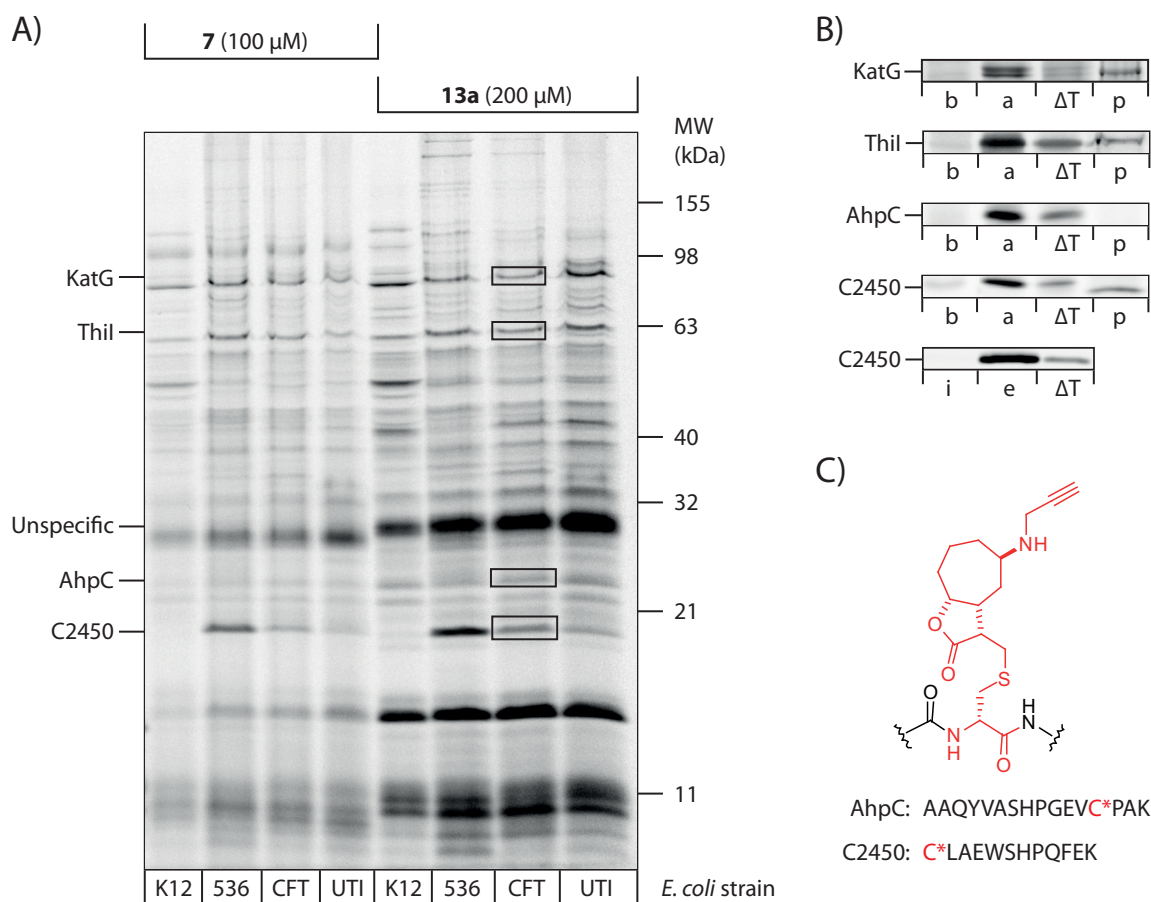 A)
7 (100 µM)
13a (200 µM)
MW
(kDa)
KatG
ThiI
Unspecific
AhpC
C2450
155
98
63
40
32
21
11
K12 536 CFT UTI K12 536 CFT UTI E. coli strain
B)
KatG
b a ΔT p
ThiI
b a ΔT p
AhpC
b a ΔT p
C2450
b a ΔT p
C2450
i e ΔT
C)
NH
O
O
S
O
H
N
N
H
O
AhpC: AAQYVASHPGEVC*PAK
C2450: C*LAEWSHPQFEK